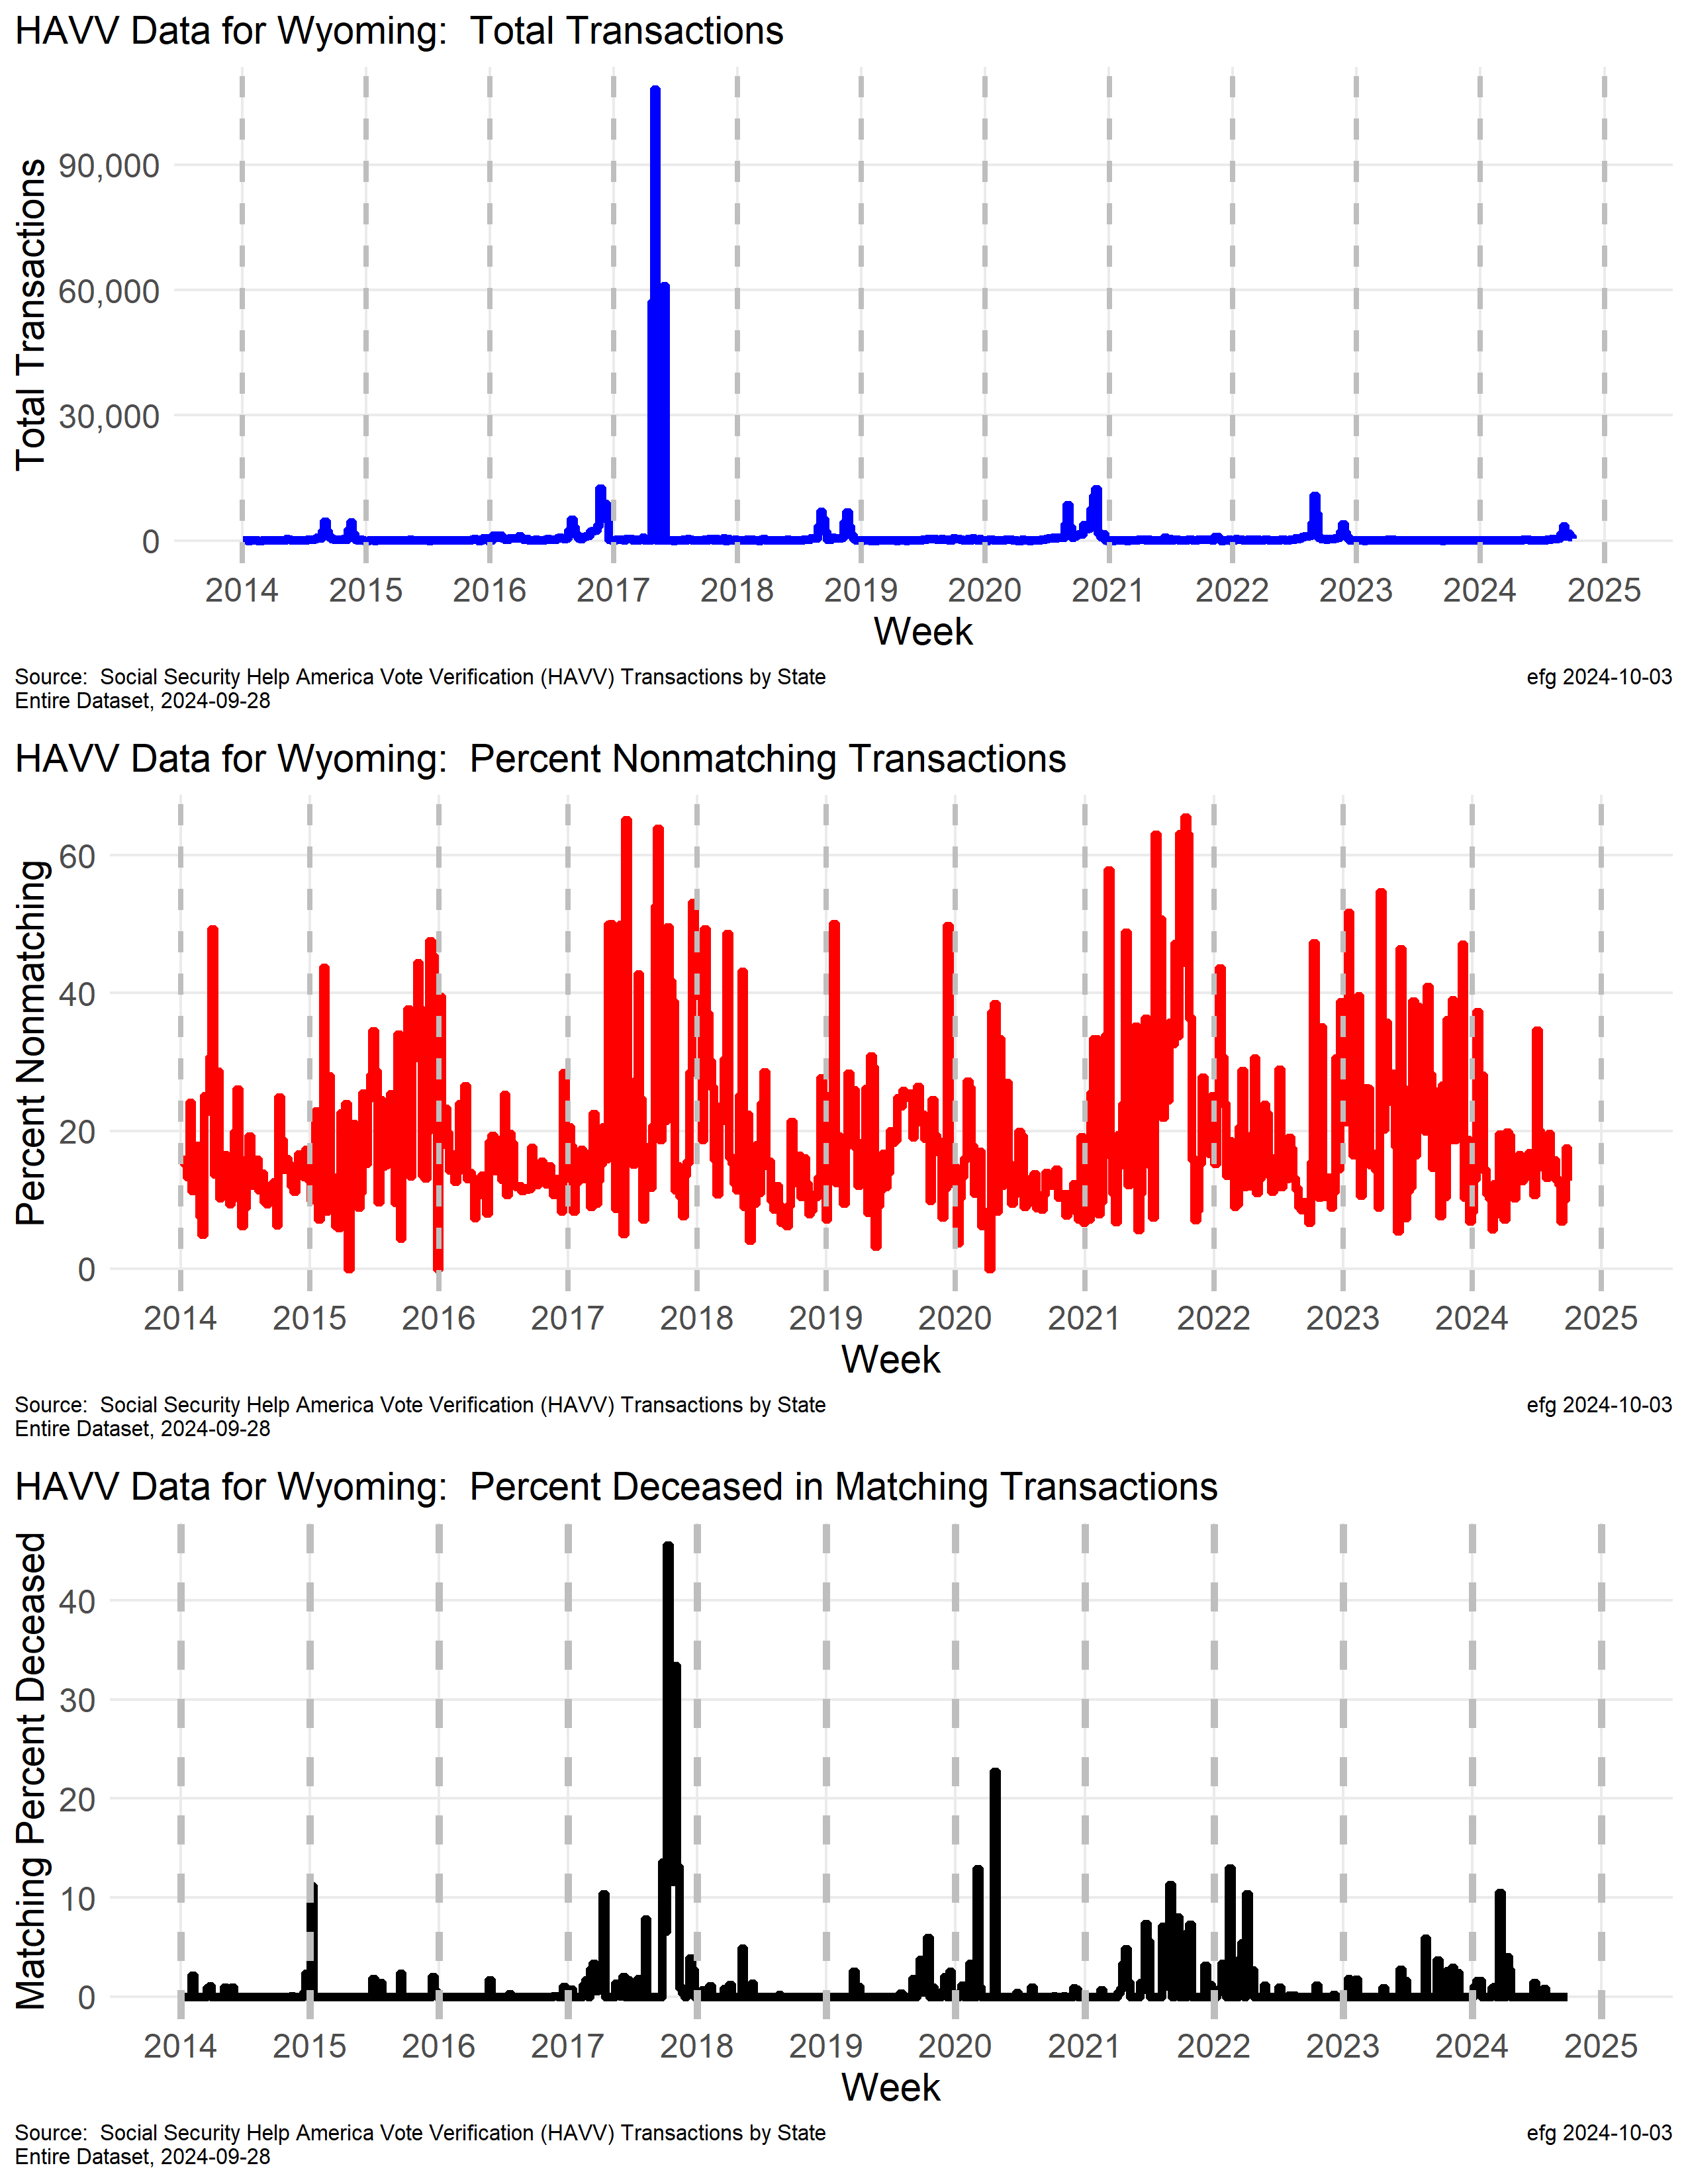 HAVV Data for Wyoming:  Total Transactions
Total Transactions
90,000
60,000
30,000
0
2014 2015 2016 2017 2018 2019 2020 2021 2022 2023 2024 2025
Week
Source:  Social Security Help America Vote Verification (HAVV) Transactions by State
Entire Dataset, 2024-09-28
efg 2024-10-03
HAVV Data for Wyoming:  Percent Nonmatching Transactions
Percent Nonmatching
60
40
20
0
2014 2015 2016 2017 2018 2019 2020 2021 2022 2023 2024 2025
Week
Source:  Social Security Help America Vote Verification (HAVV) Transactions by State
Entire Dataset, 2024-09-28
efg 2024-10-03
HAVV Data for Wyoming:  Percent Deceased in Matching Transactions
Matching Percent Deceased
40
30
20
10
0
2014 2015 2016 2017 2018 2019 2020 2021 2022 2023 2024 2025
Week
Source:  Social Security Help America Vote Verification (HAVV) Transactions by State
Entire Dataset, 2024-09-28
efg 2024-10-03